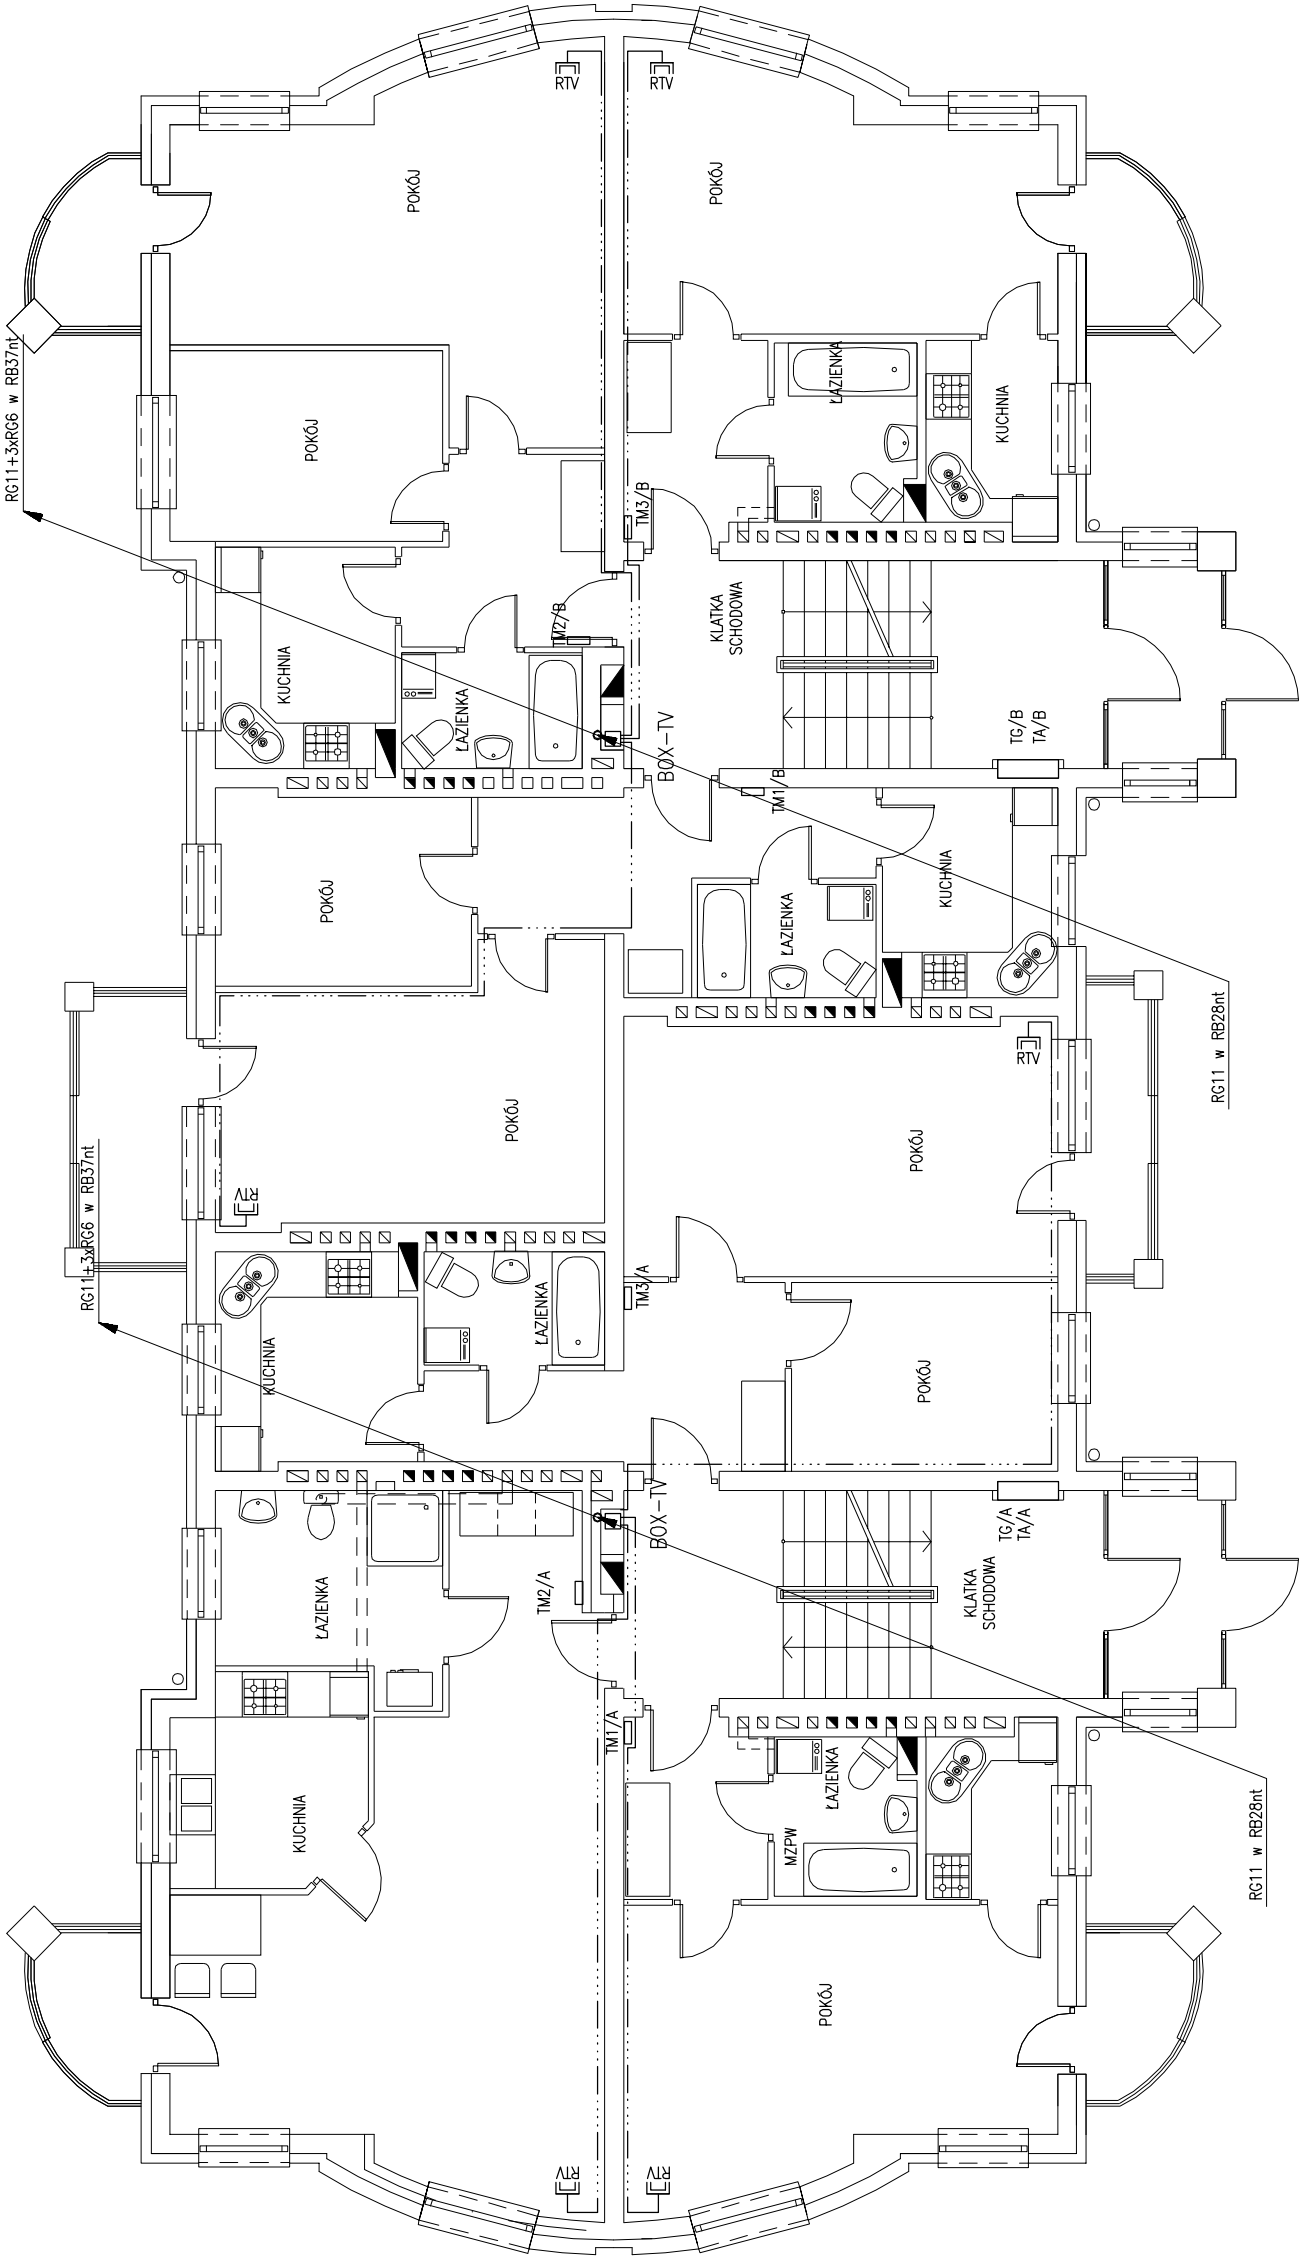 RTV
RTV
POKÓJ
POKÓJ
RG11+3xRG6 w RB37nt
POKÓJ
ŁAZIENKA
KUCHNIA
TM3/B
KLATKA
SCHODOWA
M2/B
KUCHNIA
ŁAZIENKA
BOX-TV
TG/B
TA/B
TM1/B
POKÓJ
KUCHNIA
ŁAZIENKA
RG11 w RB28nt
RTV
POKÓJ
POKÓJ
RG11+3xRG6 w RB37nt
RTV
TM3/A
ŁAZIENKA
KUCHNIA
POKÓJ
BOX-TV
TG/A
TA/A
KLATKA
SCHODOWA
TM2/A
ŁAZIENKA
TM1/A
ŁAZIENKA
KUCHNIA
MZPW
RG11 w RB28nt
POKÓJ
RTV
RTV